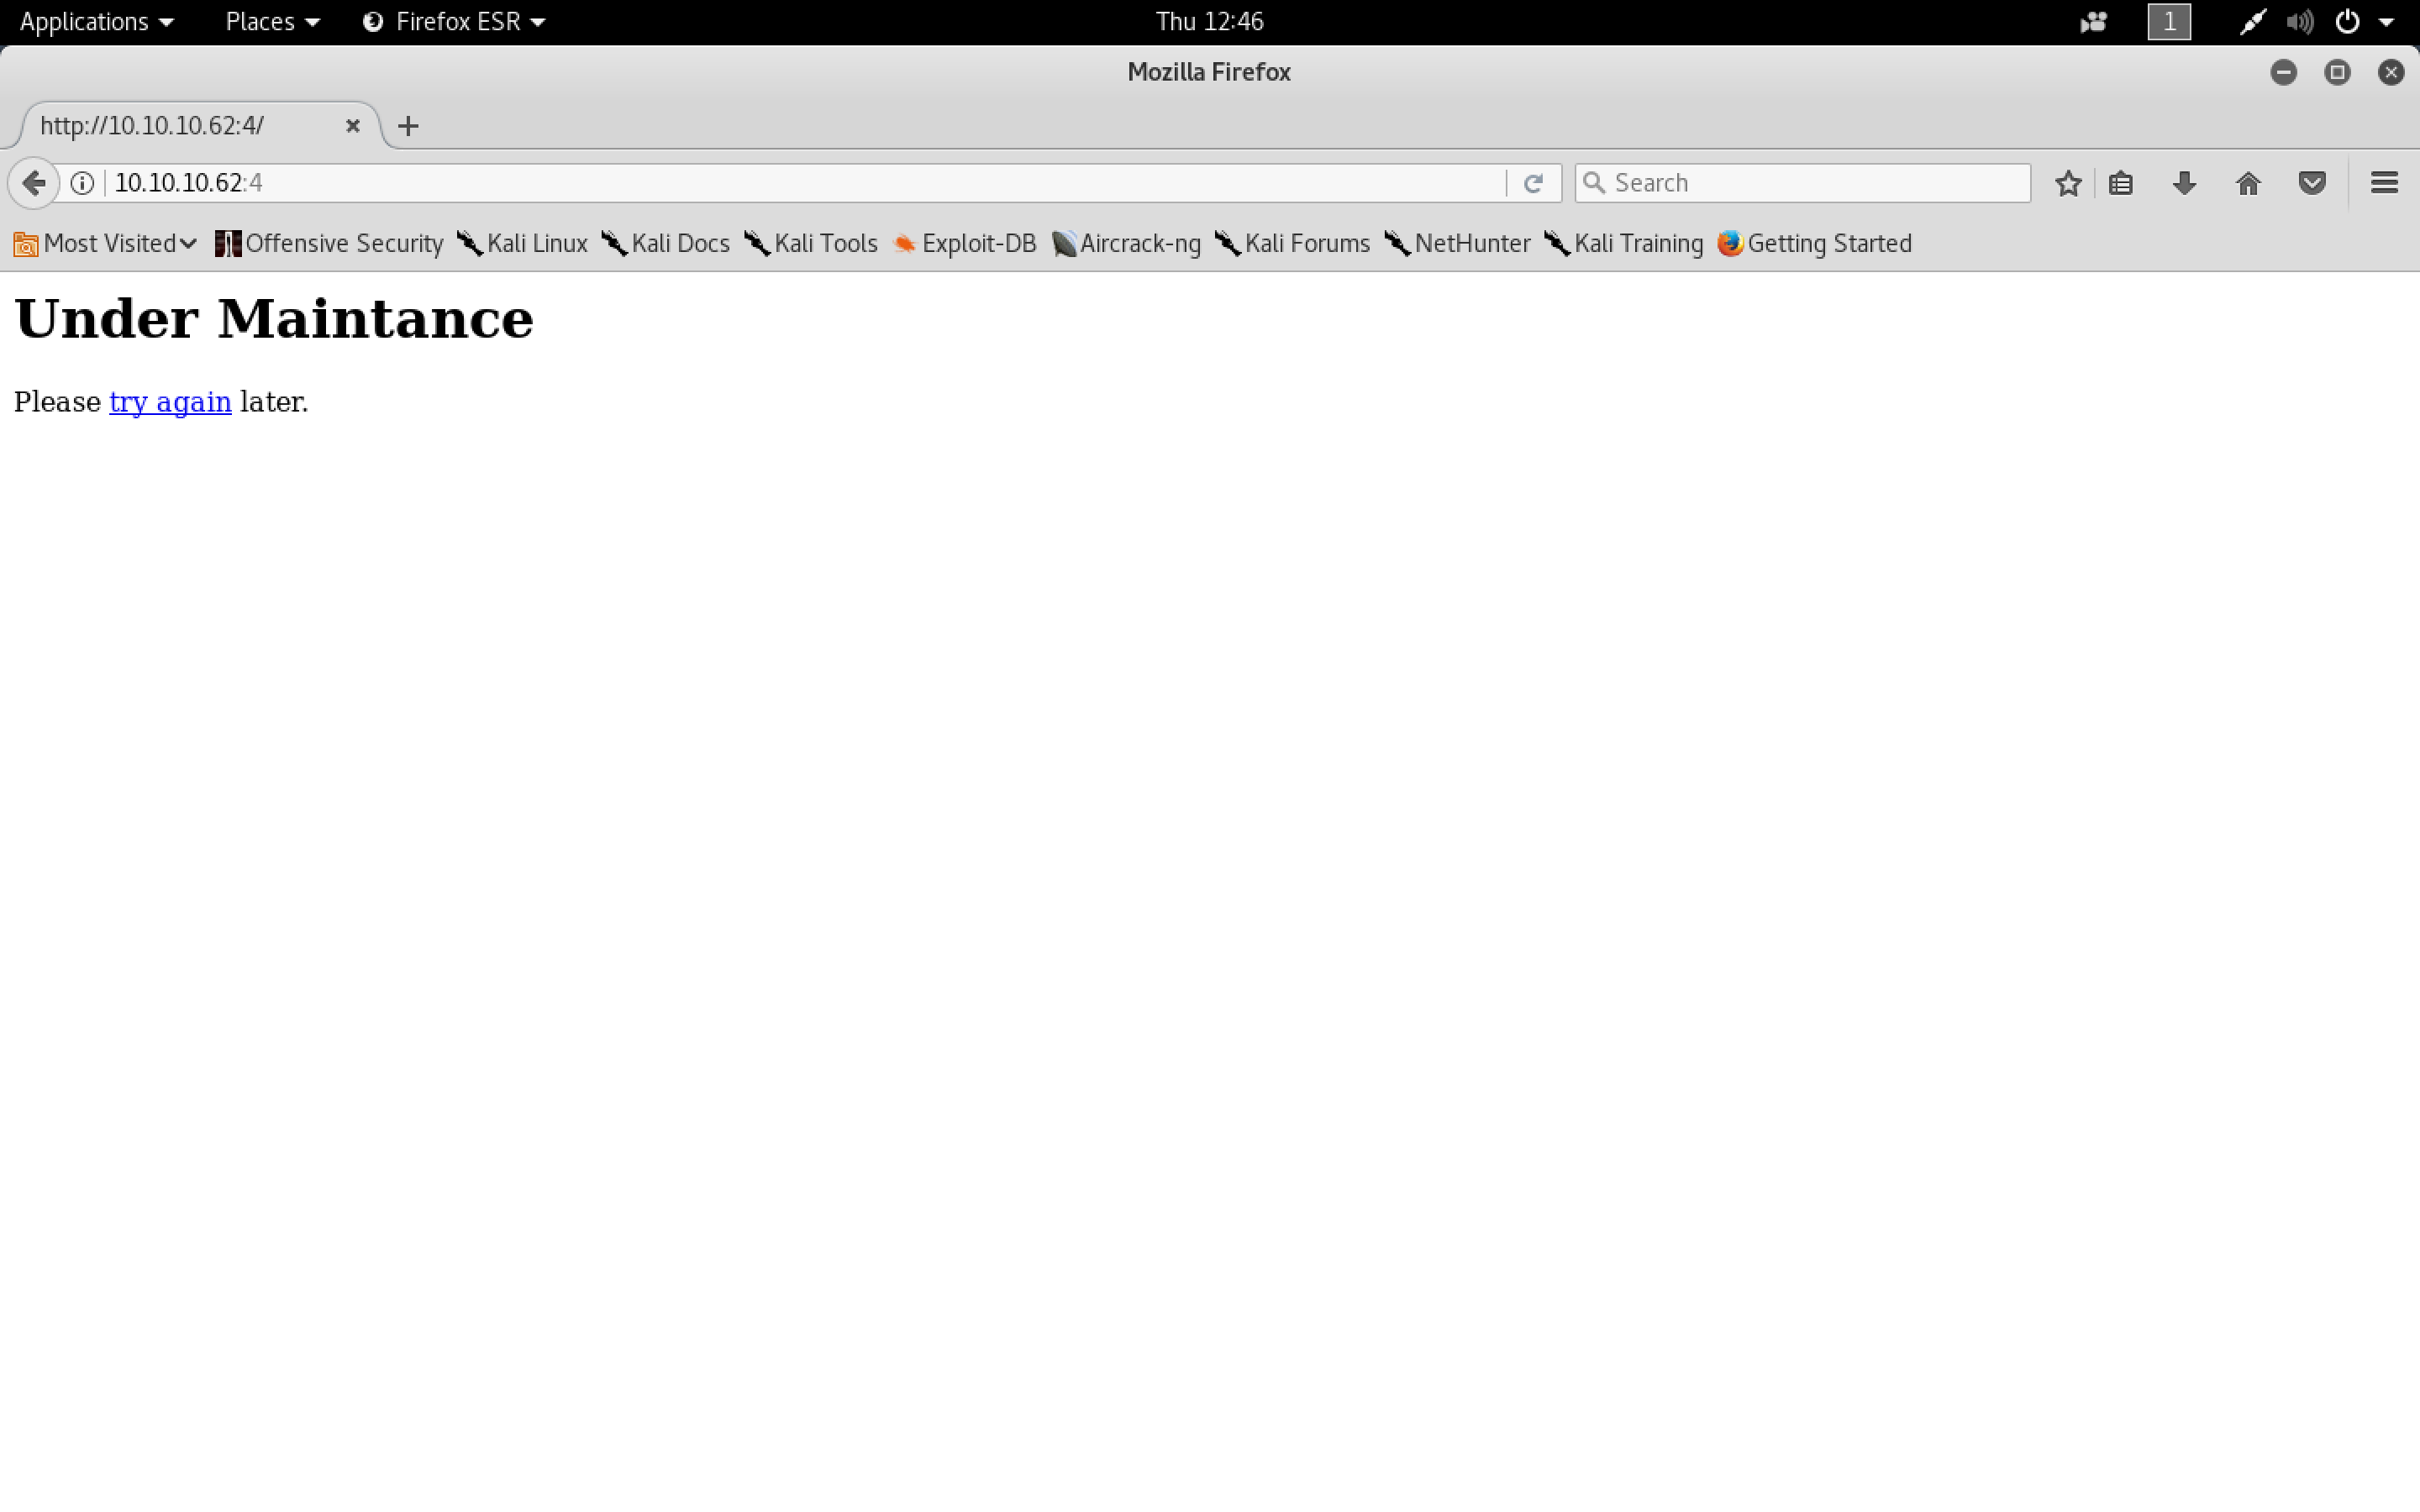 Applications Places Firefox ESR Thu 12:46 1
Mozilla Firefox
http://10.10.10.62:4/
10.10.10.62:4 Search
Most Visited Offensive Security Kali Linux Kali Docs Kali Tools Exploit-DB Aircrack-ng Kali Forums NetHunter Kali Training Getting Started
Under Maintance
Please try again later.